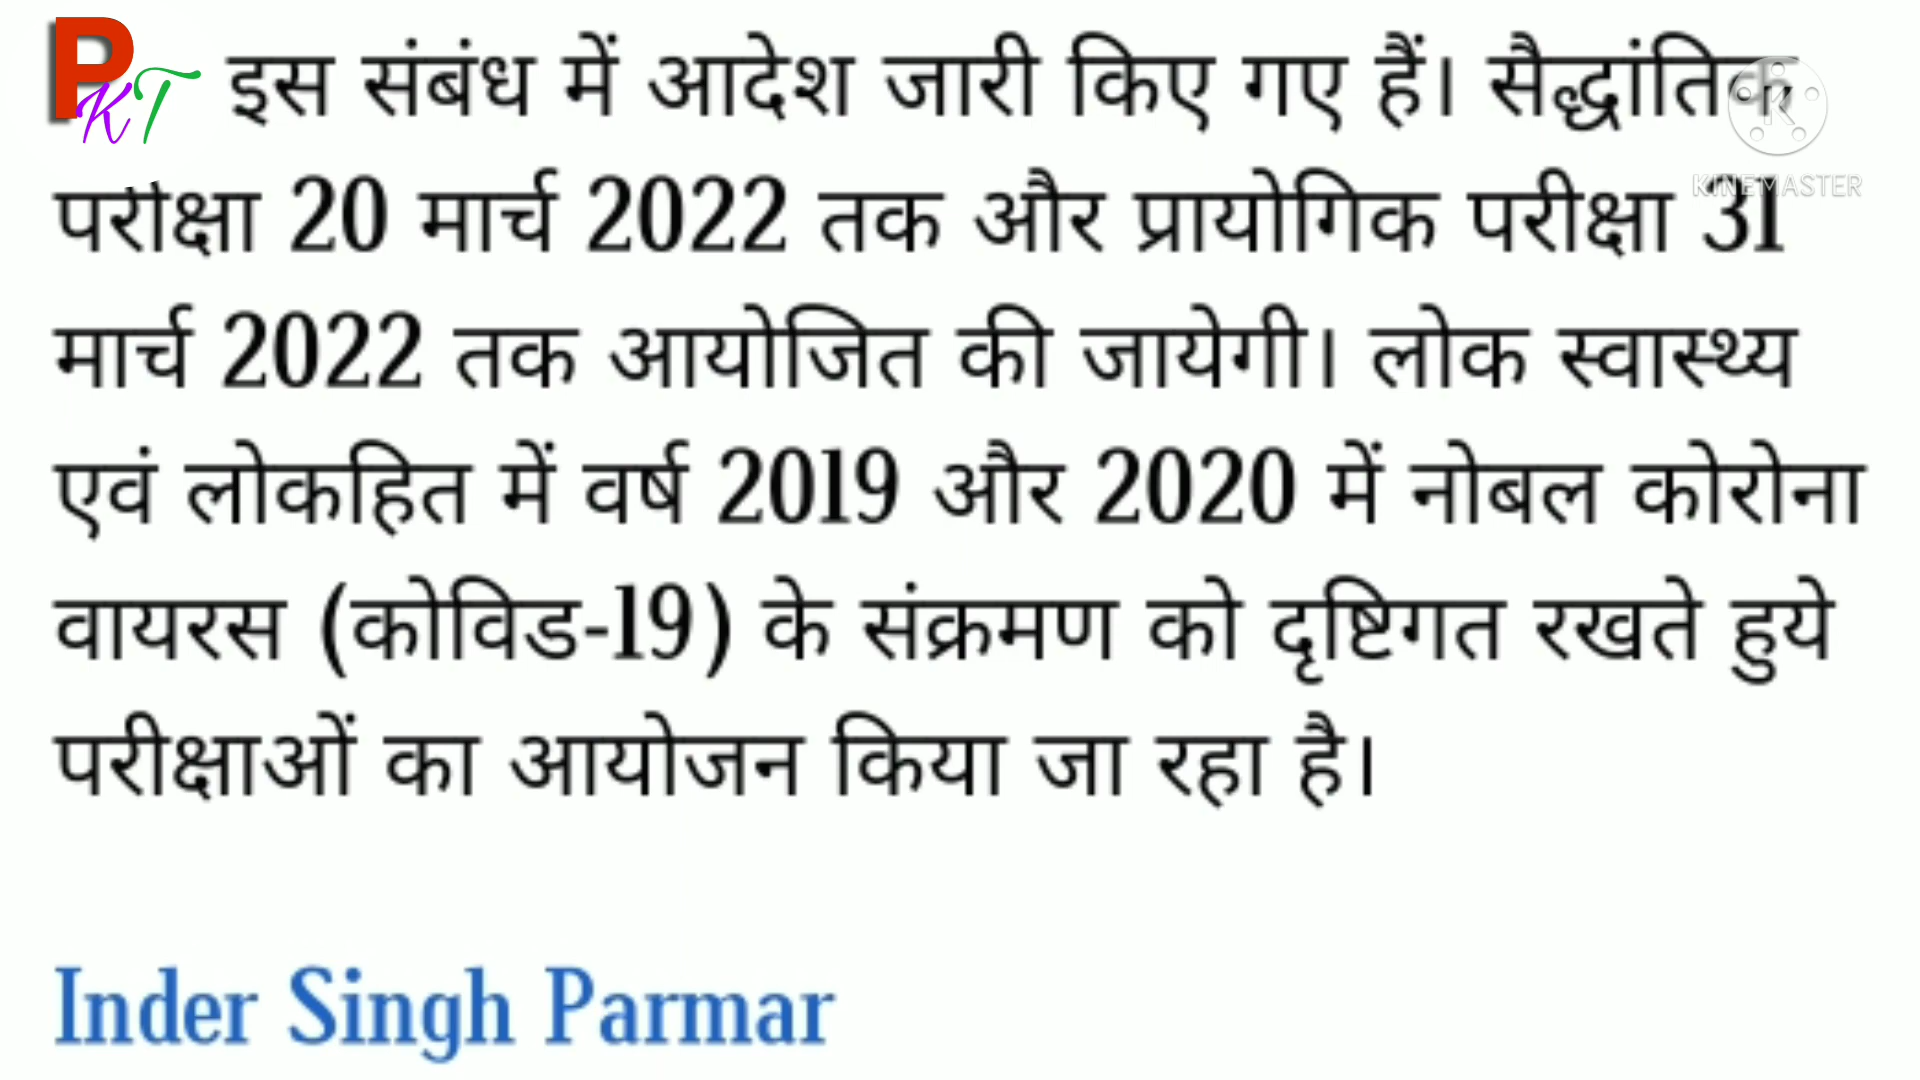 PKT
इस संबंध में आदेश जारी किए गए हैं। सैद्धांतिक
KINEMASTER
परीक्षा 20 मार्च 2022 तक और प्रायोगिक परीक्षा 31
मार्च 2022 तक आयोजित की जायेगी। लोक स्वास्थ्य
एवं लोकहित में वर्ष 2019 और 2020 में नोबल कोरोना
वायरस (कोविड-19) के संक्रमण को दृष्टिगत रखते हुये
परीक्षाओं का आयोजन किया जा रहा है।
Inder Singh Parmar